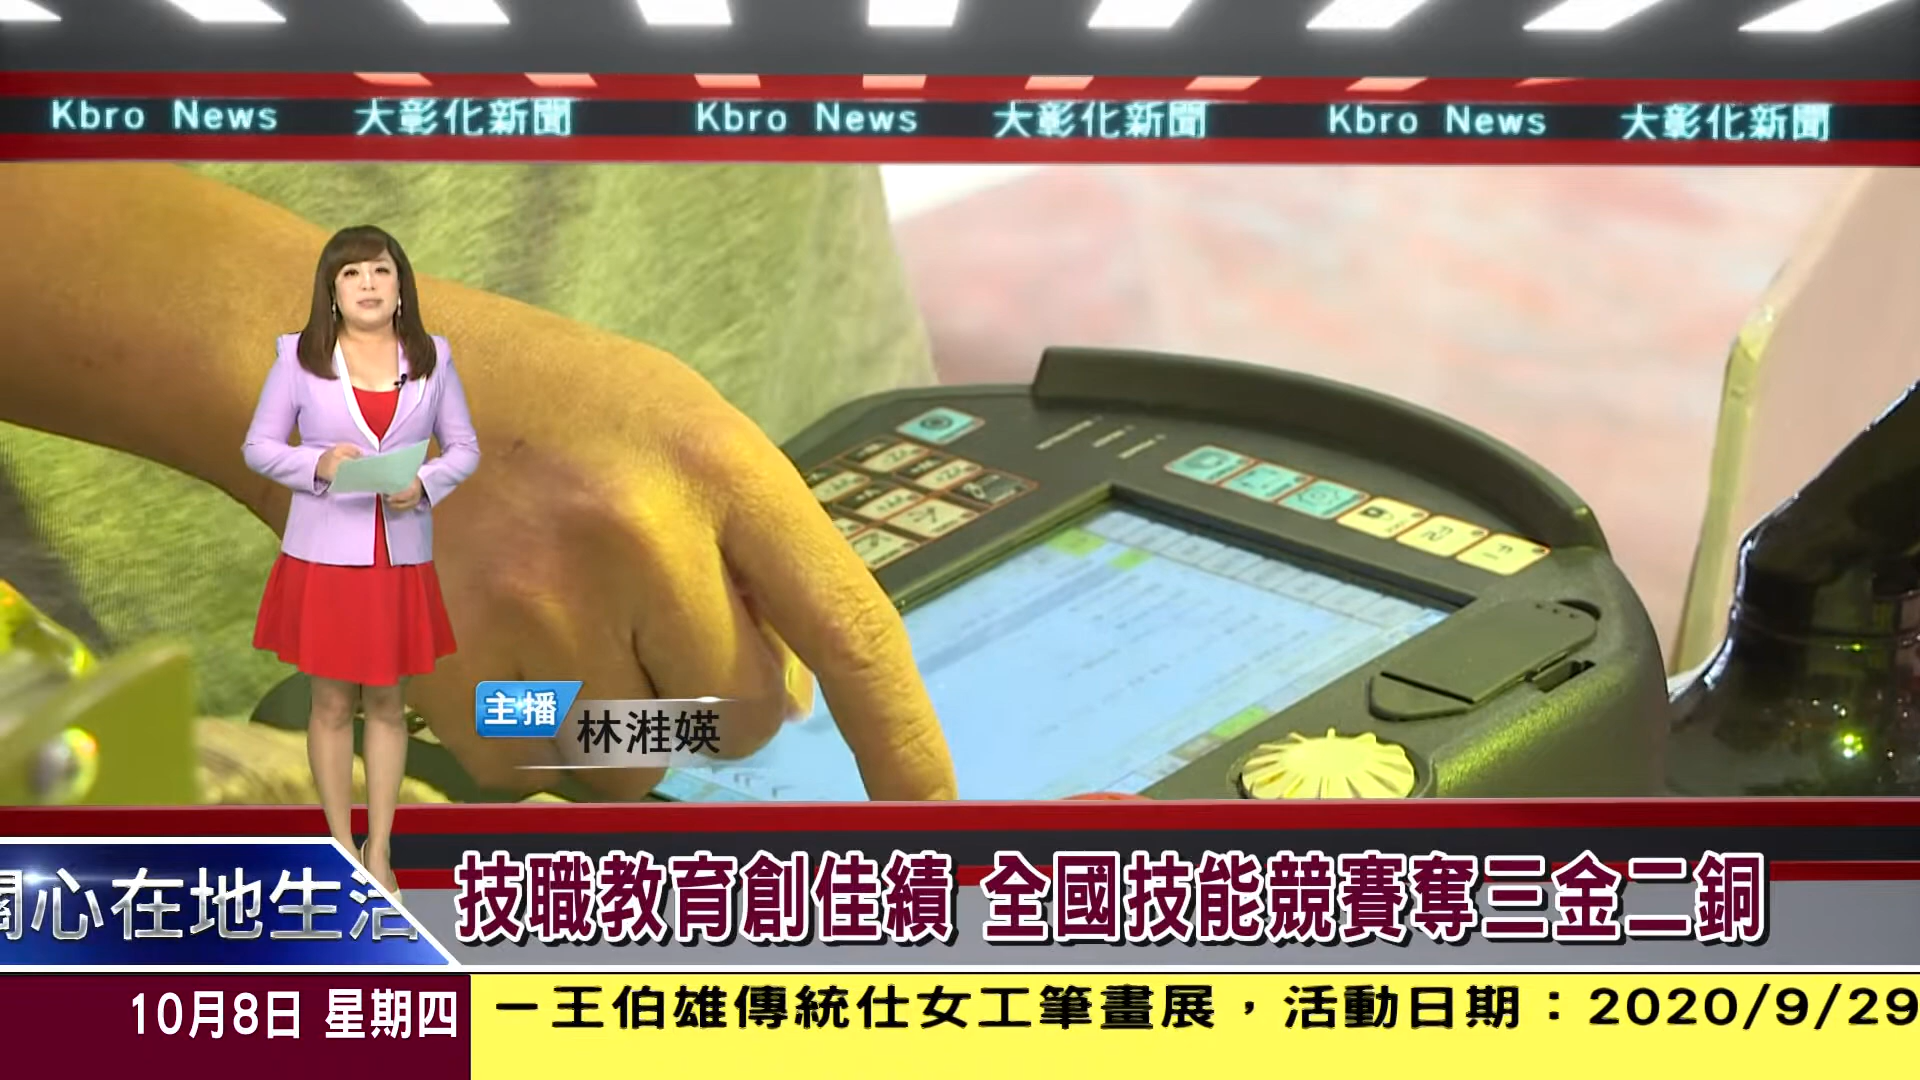 Kbro News 大彰化新聞 Kbro News 大彰化新聞 Kbro News 大彰化新聞
主播 林溎媖
關心在地生活
技職教育創佳績 全國技能競賽奪三金二銅
10月8日 星期四
－王伯雄傳統仕女工筆畫展，活動日期：2020/9/29